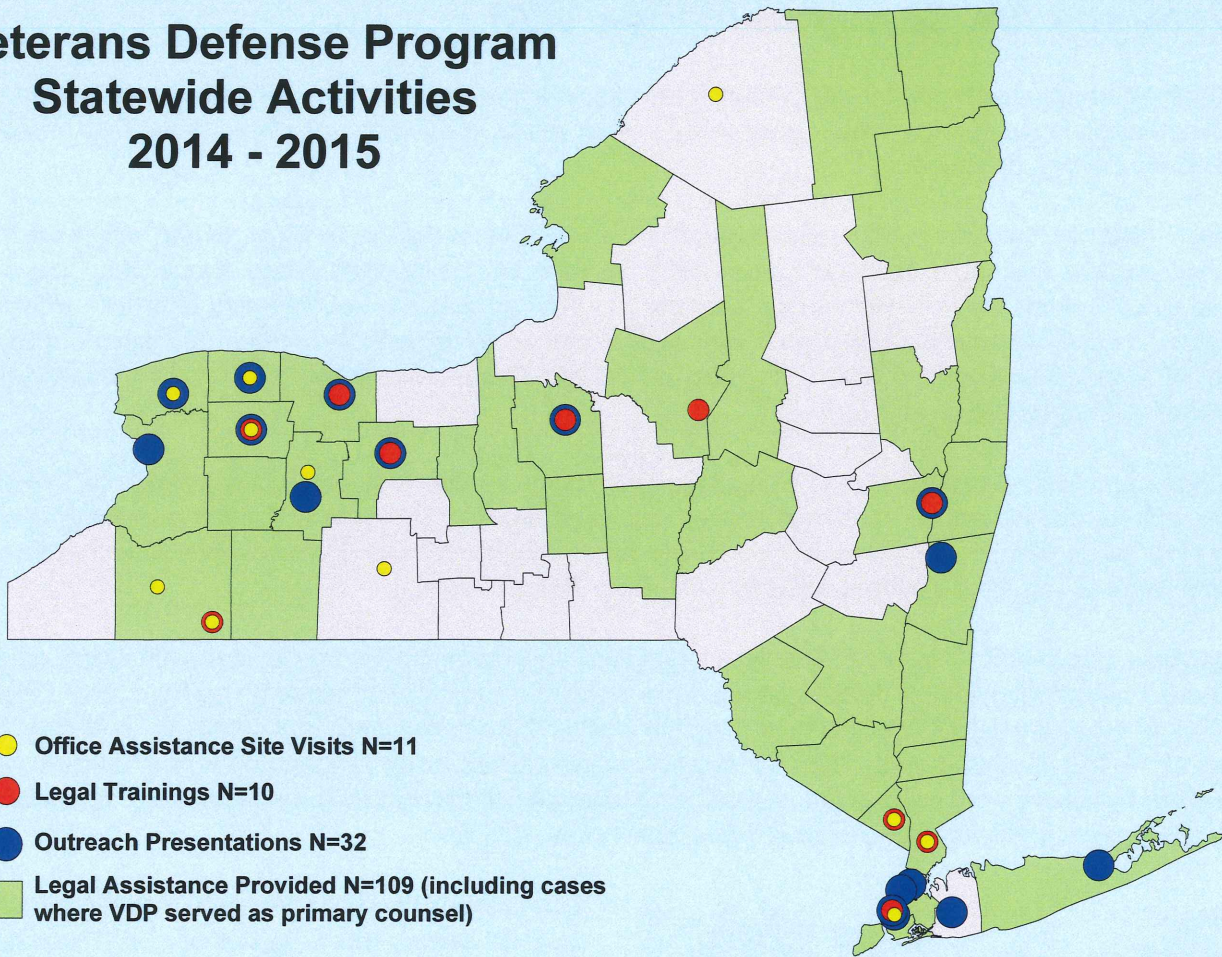 eterans Defense Program
Statewide Activities
2014 - 2015
Office Assistance Site Visits N=11
Legal Trainings N=10
Outreach Presentations N=32
Legal Assistance Provided N=109 (including cases
where VDP served as primary counsel)